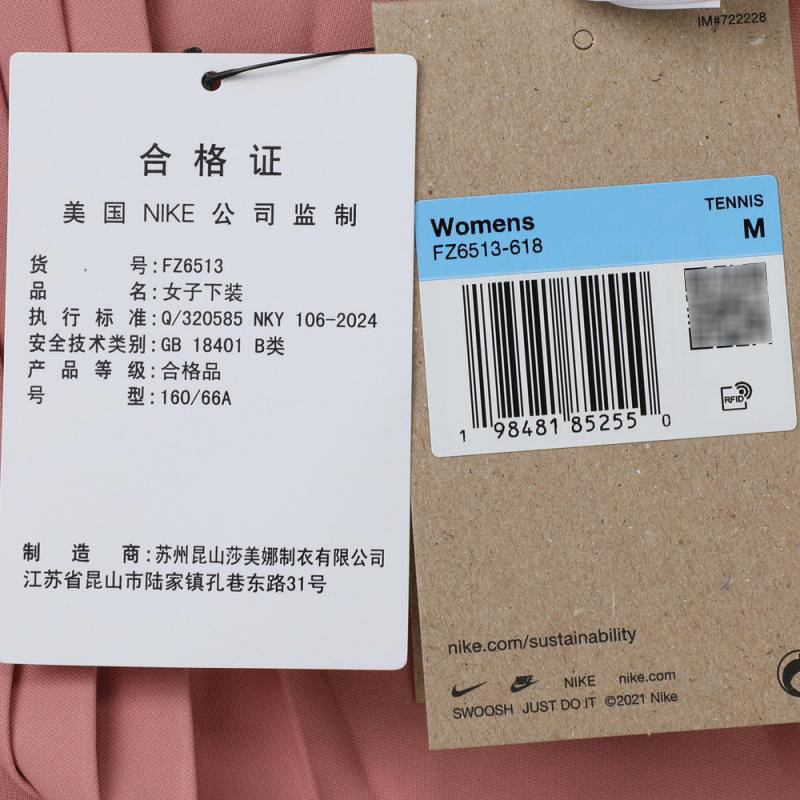 合格证
美国NIKE公司监制
货号:FZ6513
品名:女子下装
执行标准:Q/320585 NKY 106-2024
安全技术类别:GB 18401 B类
产品等级:合格品
号型:160/66A
制造商:苏州昆山莎美娜制衣有限公司
江苏省昆山市陆家镇孔巷东路31号
IM#722228
TENNIS
Womens M
FZ6513-618
RFID
1 98481 85255 0
nike.com/sustainability
NIKE nike.com
SWOOSH JUST DO IT ©2021 Nike